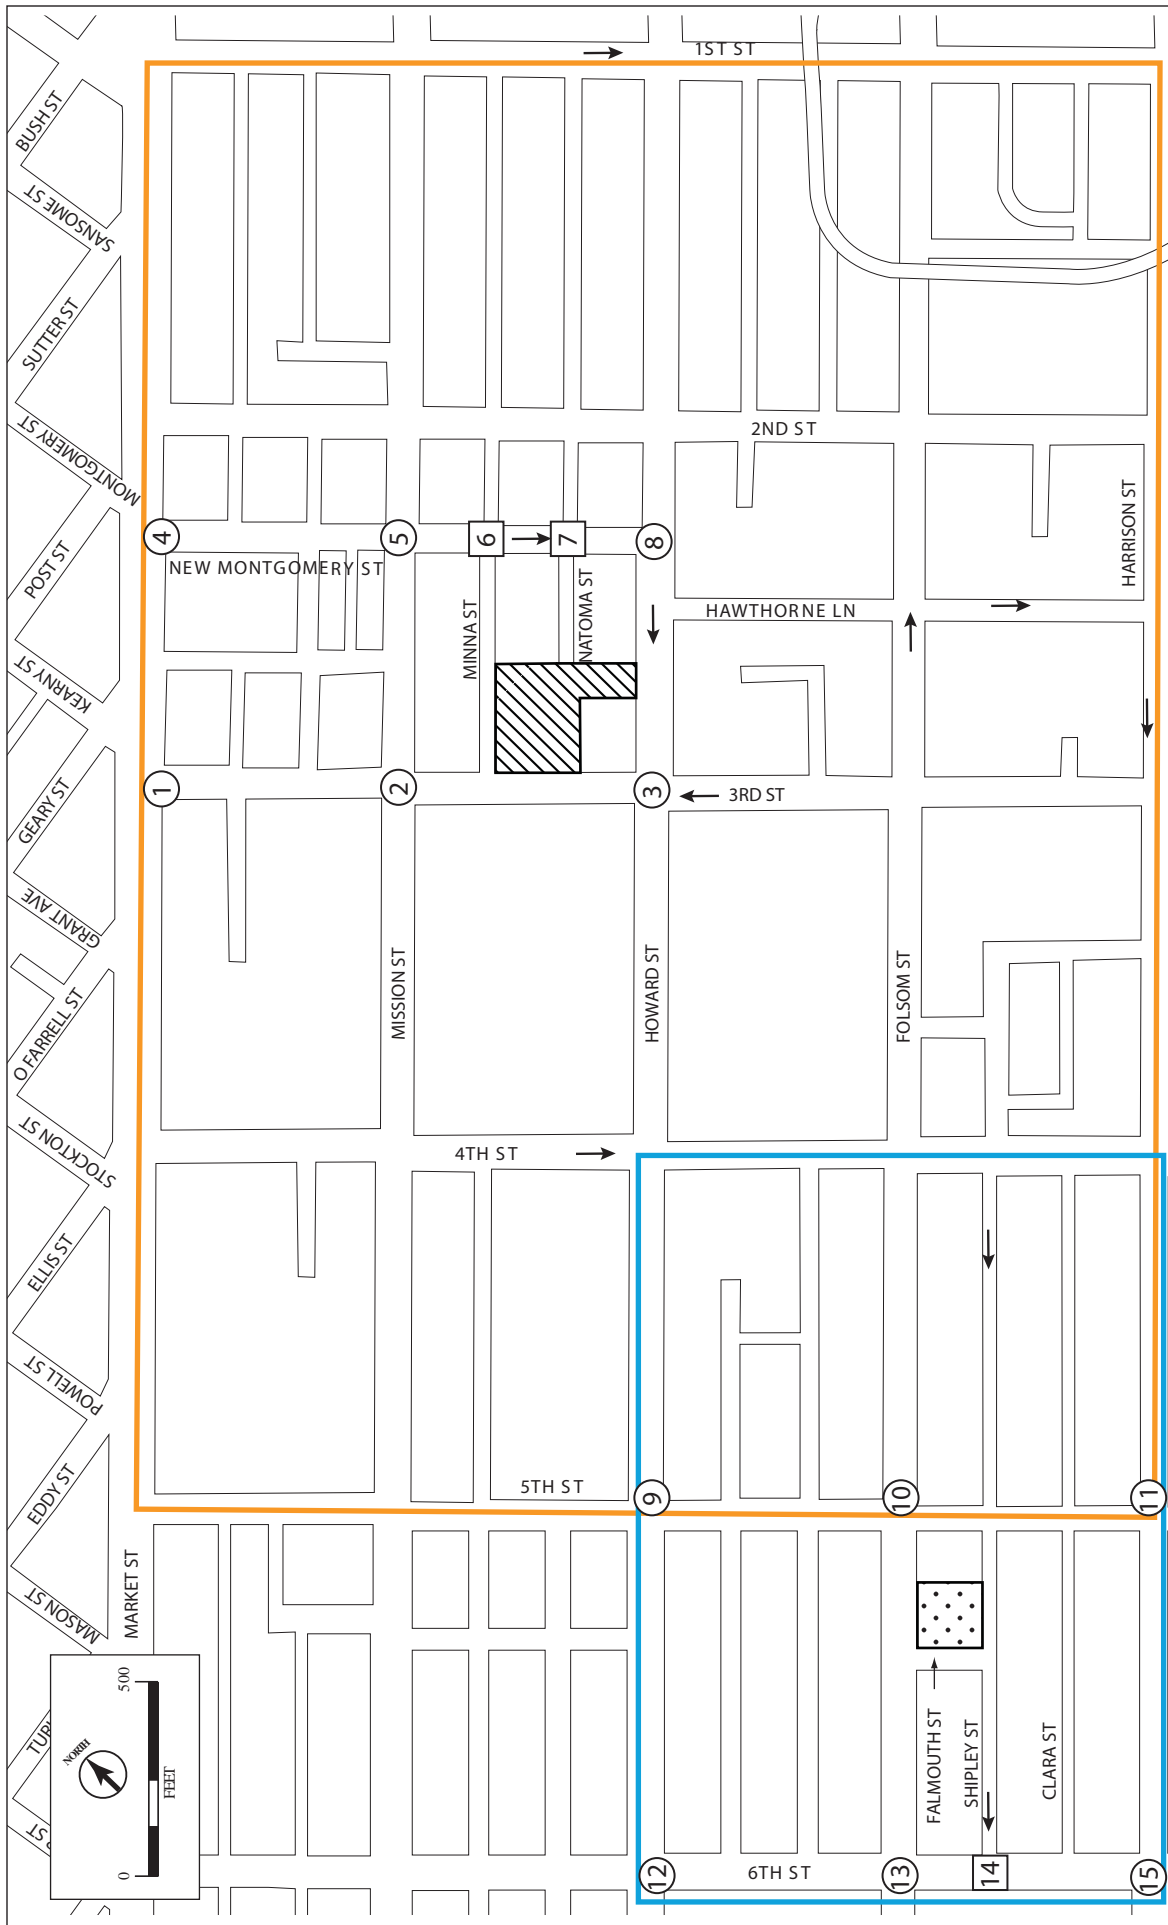 1ST ST
BUSH ST
SANSOME ST
SUTTER ST
MONTGOMERY ST
2ND ST
POST ST
4
5
6
7
8
NEW MONTGOMERY ST
HARRISON ST
MINNA ST
NATOMA ST
HAWTHORNE LN
KEARNY ST
1
2
3
3RD ST
GEARY ST
GRANT AVE
MISSION ST
HOWARD ST
FOLSOM ST
O FARRELL ST
STOCKTON ST
4TH ST
ELLIS ST
POWELL ST
5TH ST
9
10
11
EDDY ST
MASON ST
MARKET ST
FALMOUTH ST
SHIPLEY ST
CLARA ST
500
NORTH
FEET
0
12
6TH ST
13
14
15